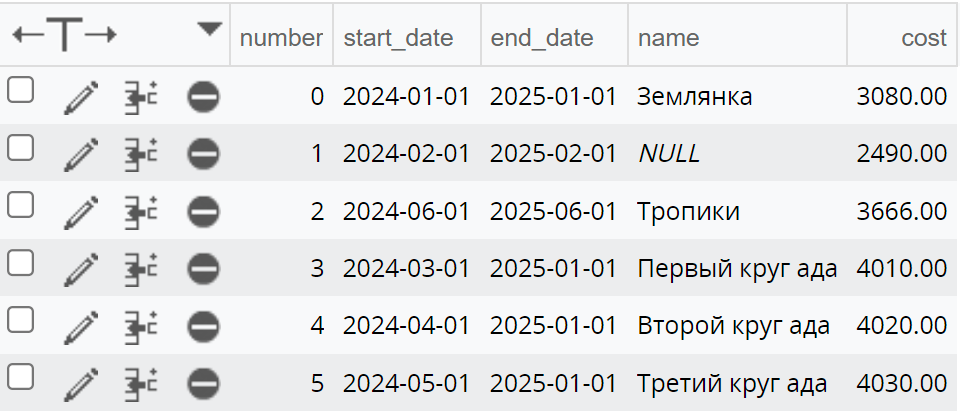 number start_date end_date name cost
0 2024-01-01 2025-01-01 Землянка 3080.00
1 2024-02-01 2025-02-01 NULL 2490.00
2 2024-06-01 2025-06-01 Тропики 3666.00
3 2024-03-01 2025-01-01 Первый круг ада 4010.00
4 2024-04-01 2025-01-01 Второй круг ада 4020.00
5 2024-05-01 2025-01-01 Третий круг ада 4030.00